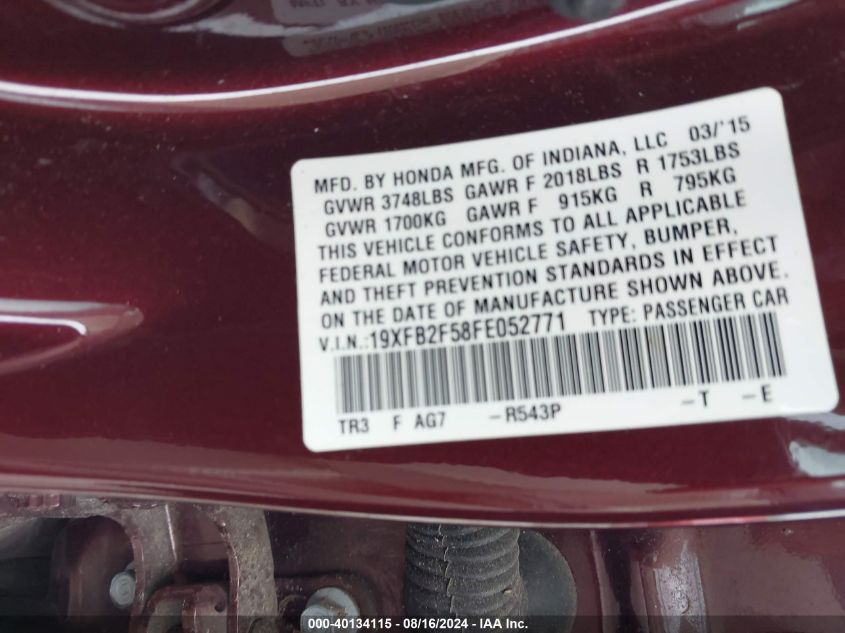 MFD. BY HONDA MFG. OF INDIANA, LLC 03/'15
GVWR 3748LBS GAWR F 2018LBS R 1753LBS
GVWR 1700KG GAWR F 915KG R 795KG
THIS VEHICLE CONFORMS TO ALL APPLICABLE
FEDERAL MOTOR VEHICLE SAFETY, BUMPER,
AND THEFT PREVENTION STANDARDS IN EFFECT
ON THE DATE OF MANUFACTURE SHOWN ABOVE.
V.I.N.:19XFB2F58FE052771 TYPE: PASSENGER CAR
TR3 F AG7 -R543P -T -E
000-40134115 - 08/16/2024 - IAA Inc.